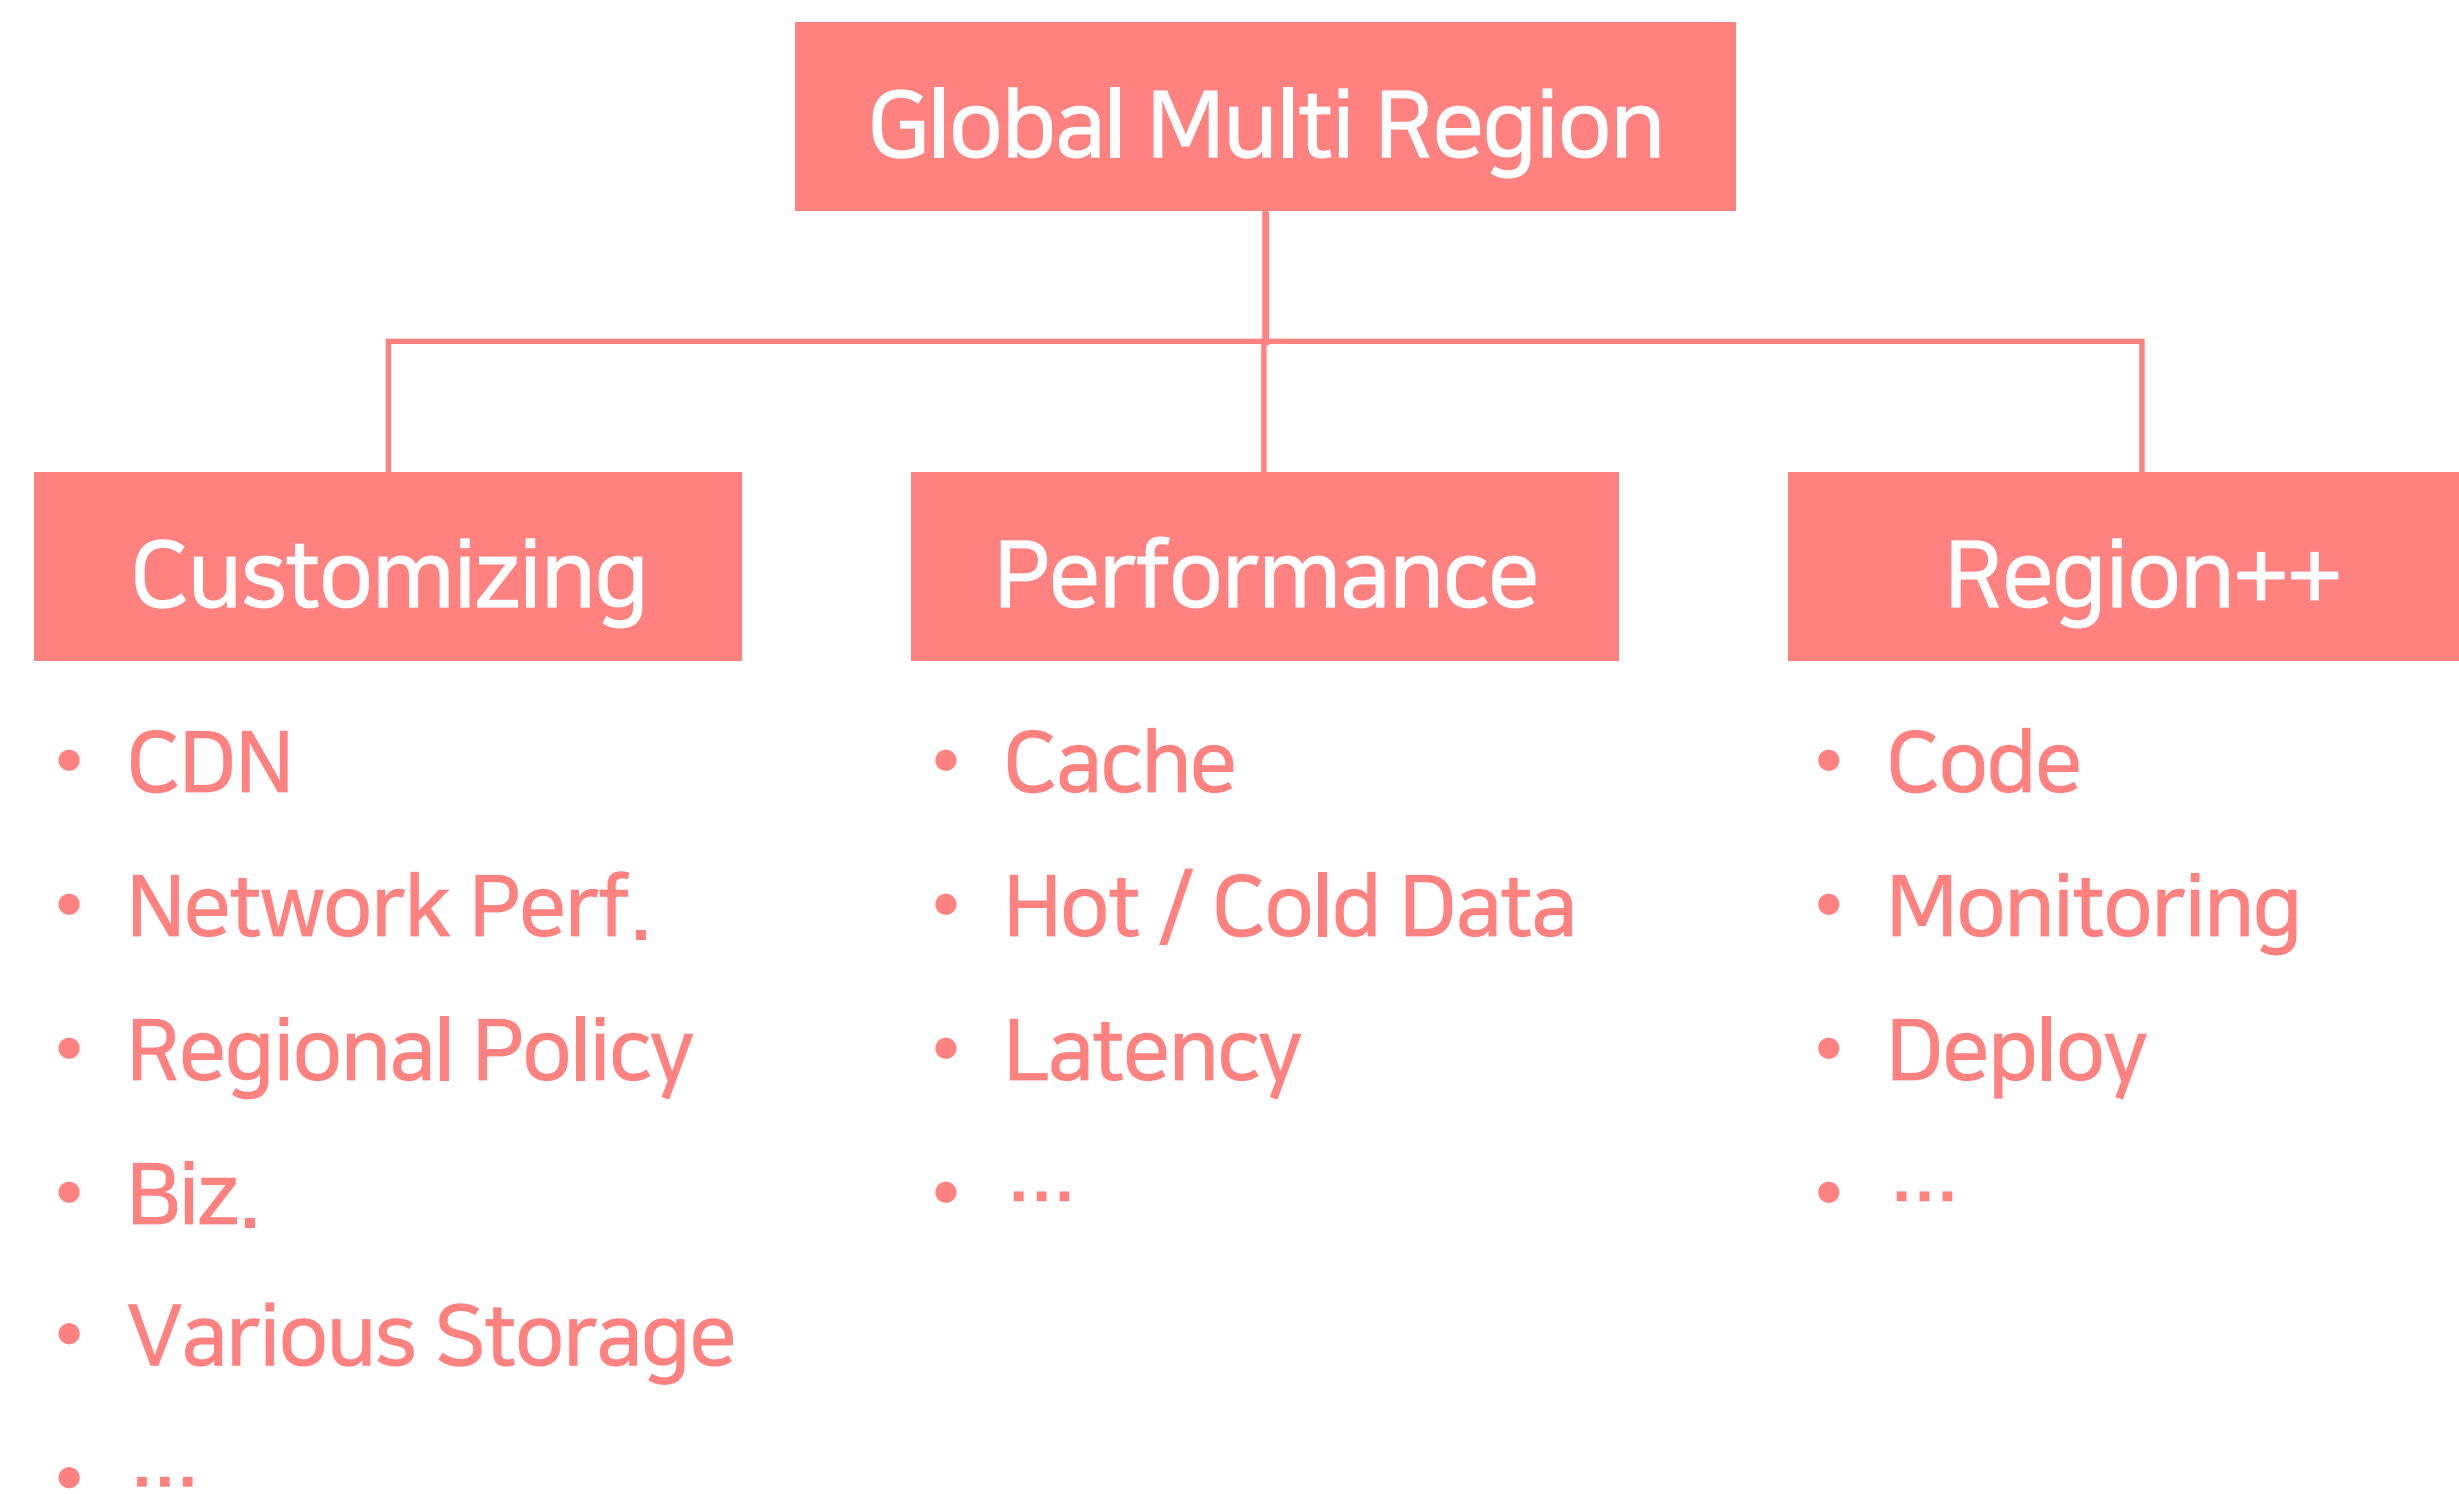 Global Multi Region
Customizing
• CDN
• Network Perf.
• Regional Policy
• Biz.
• Various Storage
• ...
Performance
• Cache
• Hot / Cold Data
• Latency
• ...
Region++
• Code
• Monitoring
• Deploy
• ...